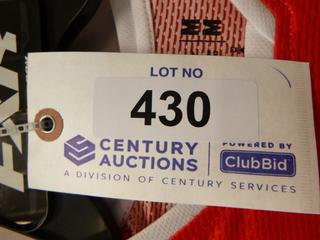 LOT NO
430
CENTURY
AUCTIONS
POWERED BY
ClubBid
A DIVISION OF CENTURY SERVICES